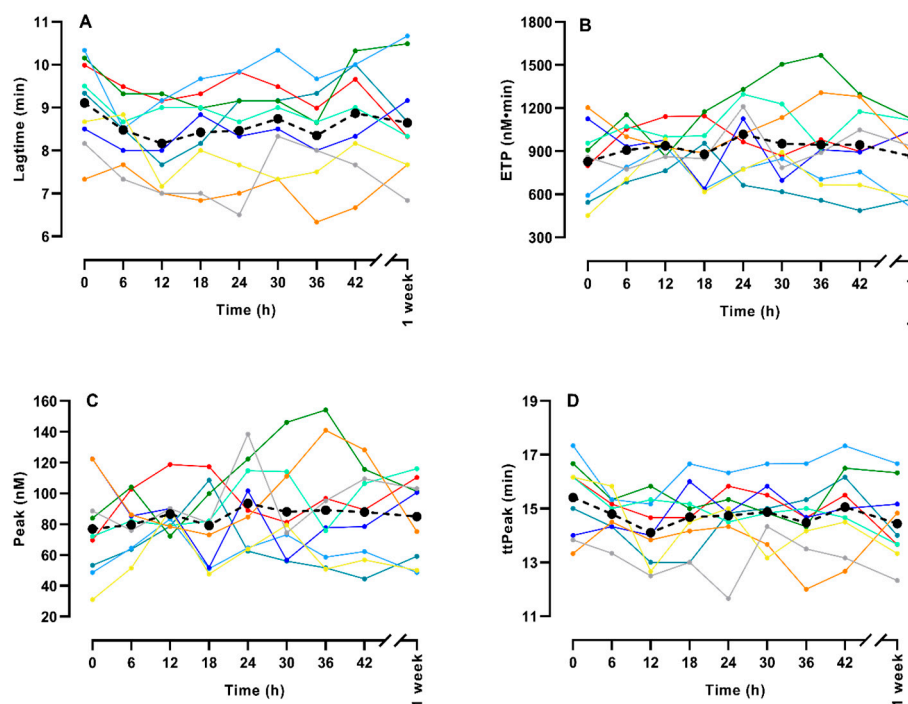 A
Lagtime (min)
11
10
9
8
7
6
0 6 12 18 24 30 36 42 1 week
Time (h)
B
ETP (nM•min)
1800
1500
1200
900
600
300
0 6 12 18 24 30 36 42
Time (h)
C
Peak (nM)
160
140
120
100
80
60
40
20
0 6 12 18 24 30 36 42 1 week
Time (h)
D
ttPeak (min)
19
17
15
13
11
0 6 12 18 24 30 36 42 1 week
Time (h)